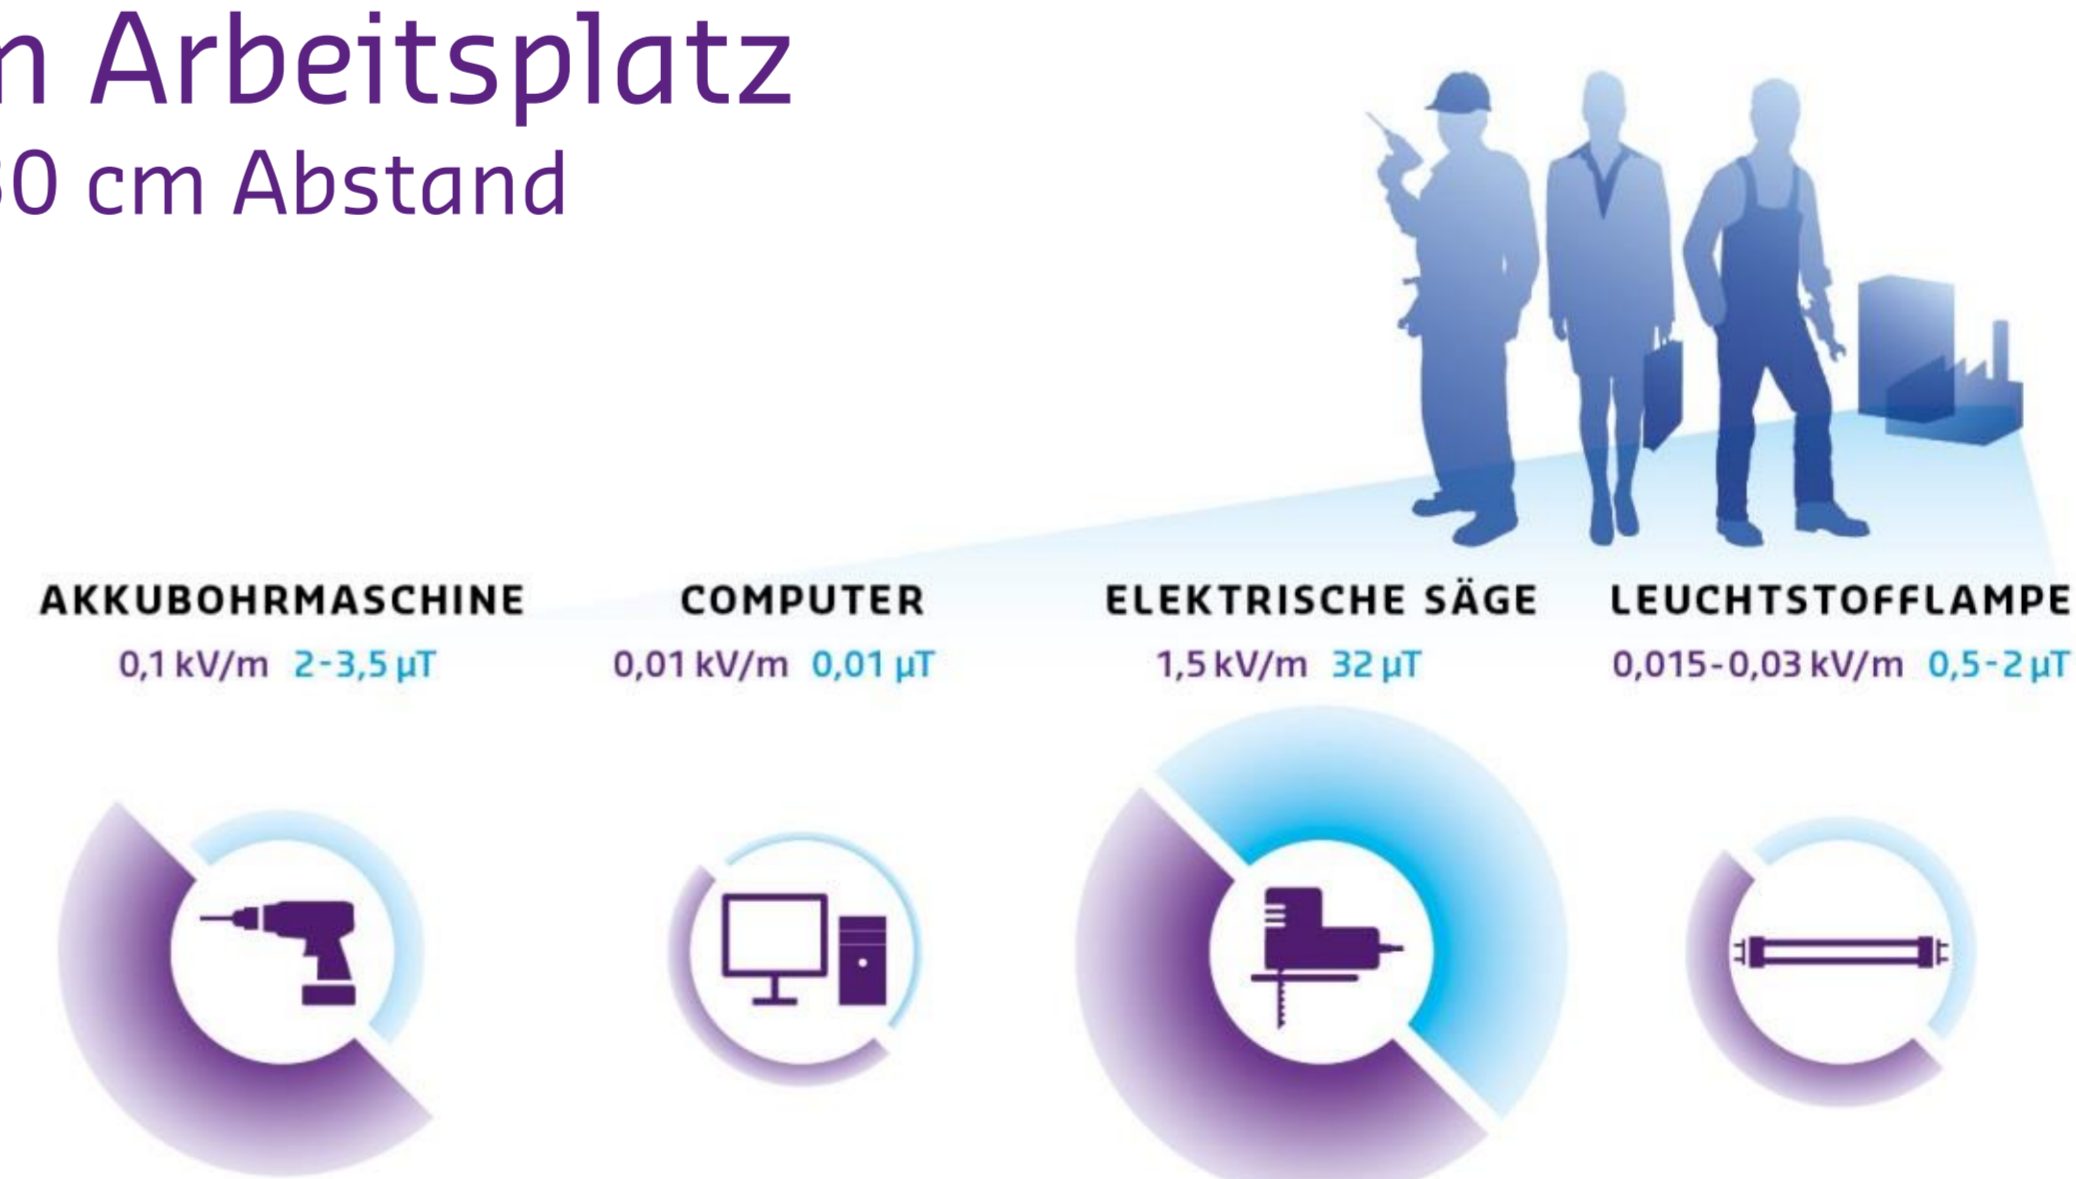 Arbeitsplatz
0 cm Abstand
AKKUBOHRMASCHINE
0,1 kV/m 2-3,5 µT
COMPUTER
0,01 kV/m 0,01 µT
ELEKTRISCHE SÄGE
1,5 kV/m 32 µT
LEUCHTSTOFFLAMPE
0,015-0,03 kV/m 0,5-2 µT